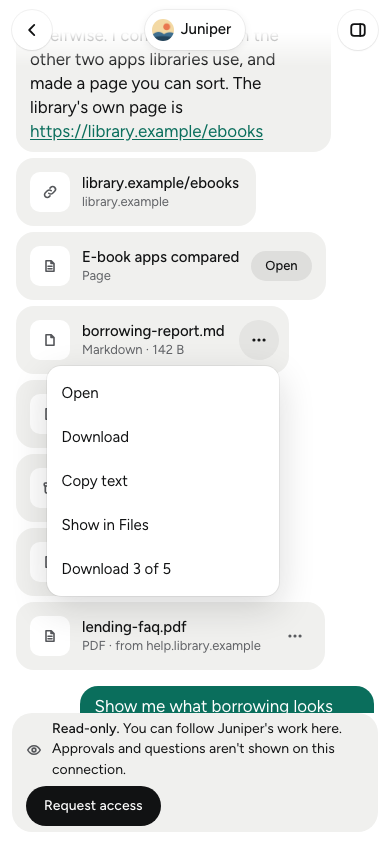 Juniper
other two apps libraries use, and
made a page you can sort. The
library's own page is
https://library.example/ebooks
library.example/ebooks
library.example
E-book apps compared
Page
Open
borrowing-report.md
Markdown · 142 B
Open
Download
Copy text
Show in Files
Download 3 of 5
lending-faq.pdf
PDF · from help.library.example
Show me what borrowing looks
Read-only. You can follow Juniper's work here.
Approvals and questions aren't shown on this
connection.
Request access